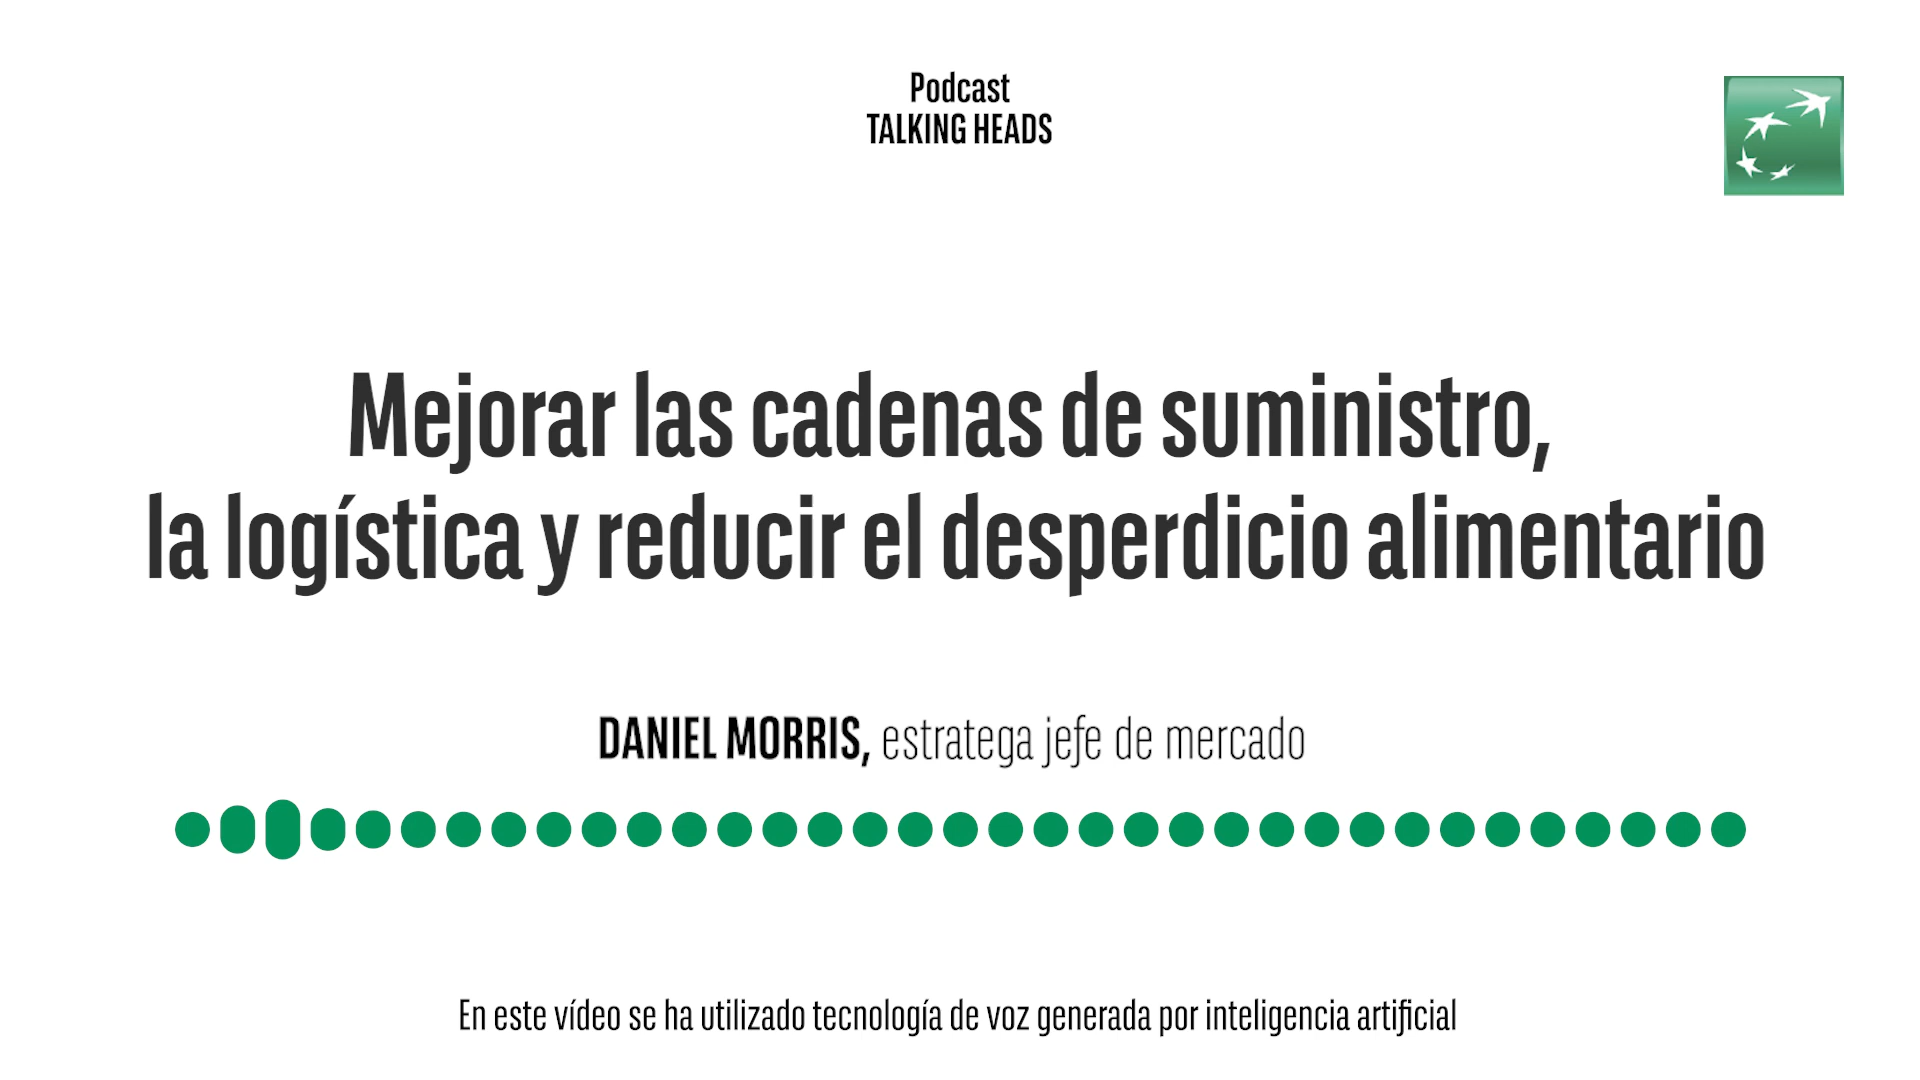 Podcast
TALKING HEADS
Mejorar las cadenas de suministro,
la logística y reducir el desperdicio alimentario
DANIEL MORRIS, estratega jefe de mercado
En este vídeo se ha utilizado tecnología de voz generada por inteligencia artificial